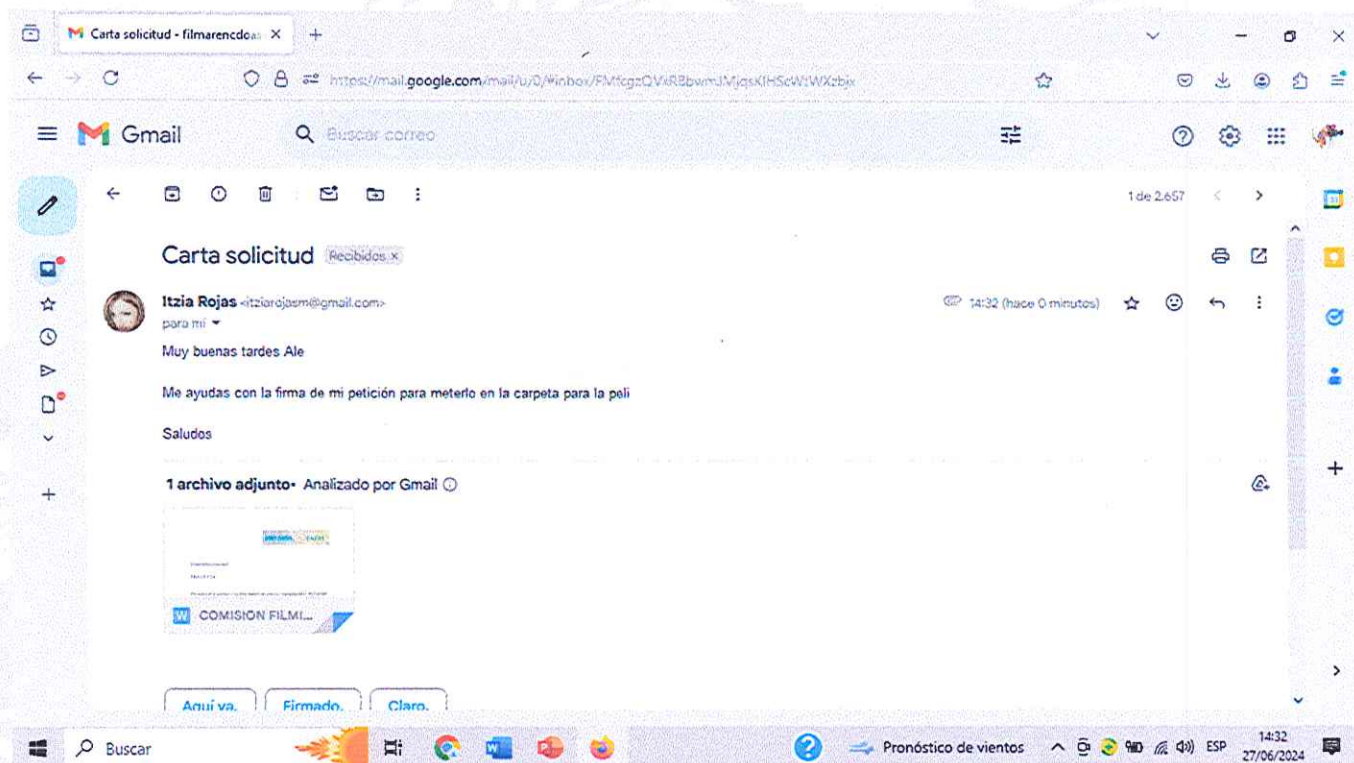 Carta solicitud - filmarencdoas
https://mail.google.com/mail/u/0/#inbox/
Gmail
Buscar correo
1 de 2.657
Carta solicitud Recibidos x
Itzia Rojas <itziarojasm@gmail.com>
14:32 (hace 0 minutos)
para mí
Muy buenas tardes Ale
Me ayudas con la firma de mi petición para meterlo en la carpeta para la peli
Saludos
1 archivo adjunto• Analizado por Gmail
W COMISION FILMI...
Aquí va. Firmado. Claro.
Buscar
Pronóstico de vientos
ESP
14:32
27/06/2024